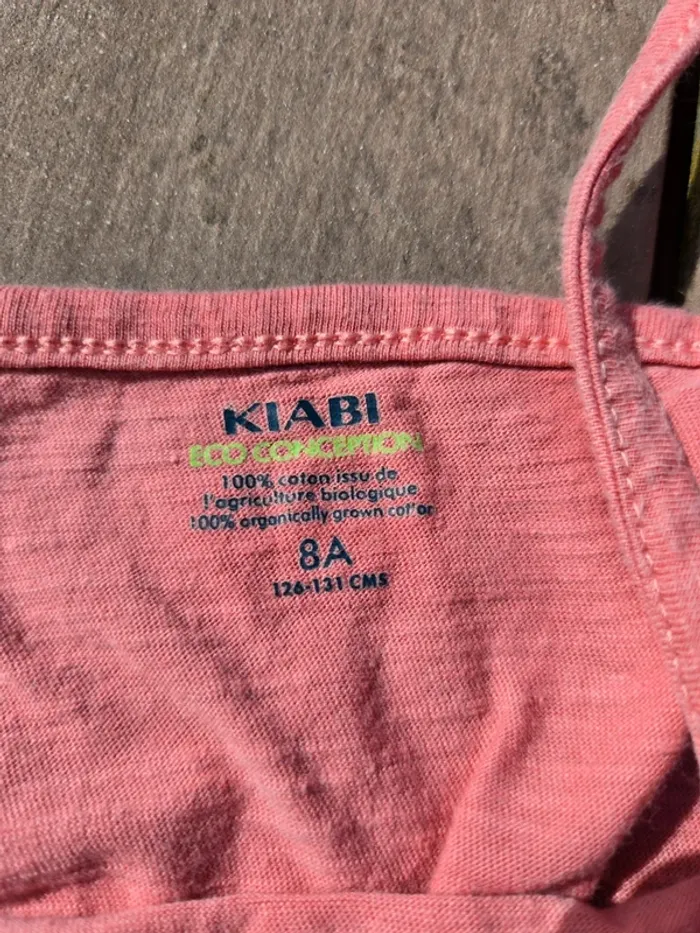 KIABI
ECO CONCEPTION
100% coton issu de
l'agriculture biologique
100% organically grown cotton
8A
126-131 CMS